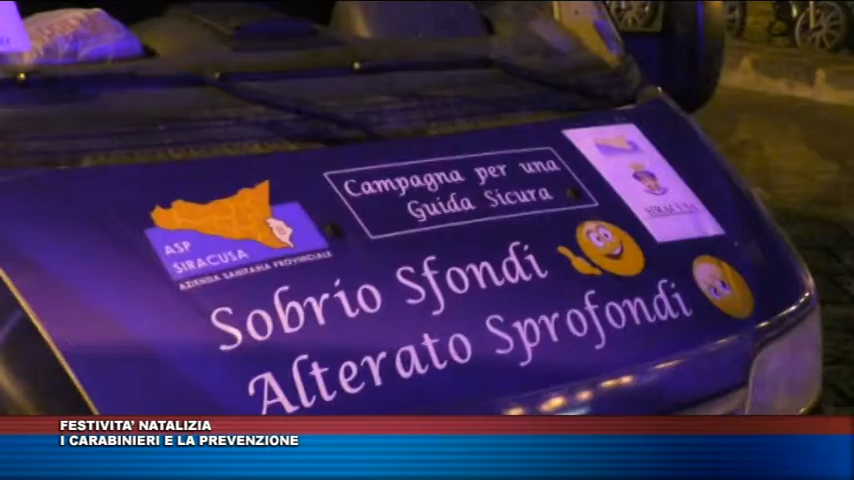 Campagna per una
Guida Sicura
ASP
SIRACUSA
AZIENDA SANITARIA PROVINCIALE
SIRACUSA
Sobrio Sfondi
Alterato Sprofondi
FESTIVITA' NATALIZIA
I CARABINIERI E LA PREVENZIONE